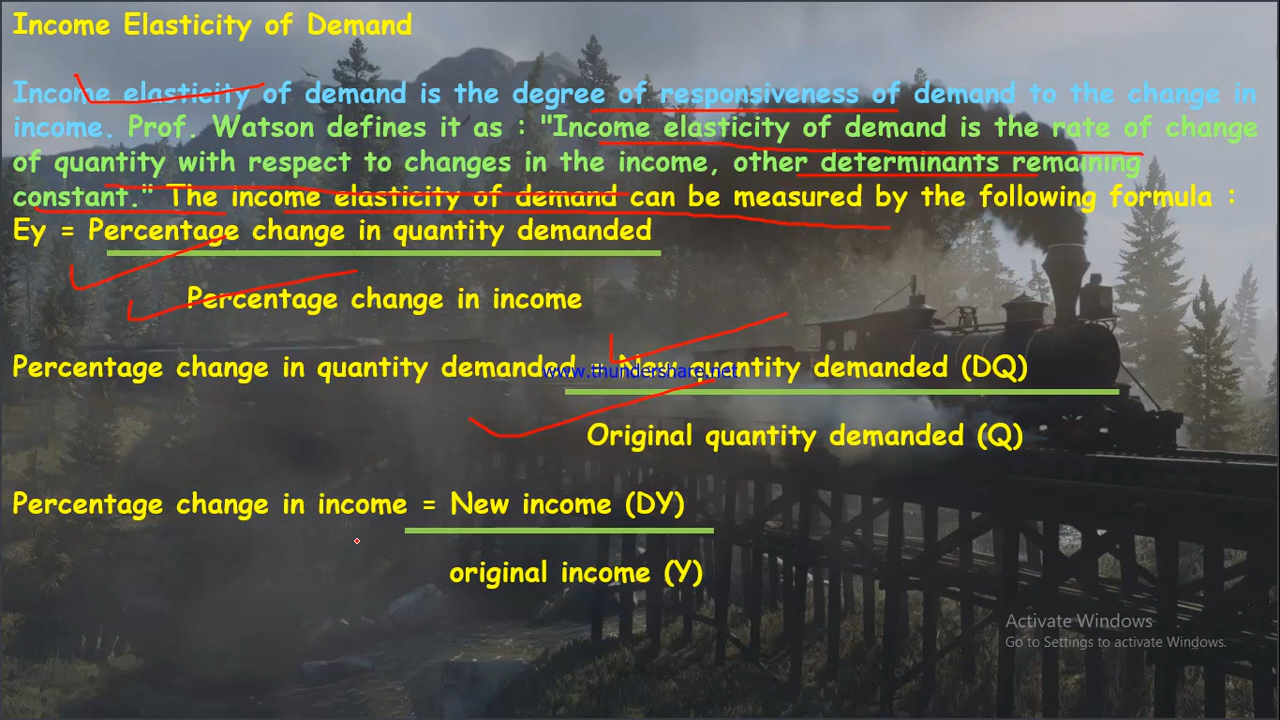 Income Elasticity of Demand
Income elasticity of demand is the degree of responsiveness of demand to the change in
income. Prof. Watson defines it as : "Income elasticity of demand is the rate of change
of quantity with respect to changes in the income, other determinants remaining
constant." The income elasticity of demand can be measured by the following formula :
Ey = Percentage change in quantity demanded
Percentage change in income
Percentage change in quantity demanded = New quantity demanded (DQ)
www.thundershare.net
Original quantity demanded (Q)
Percentage change in income = New income (DY)
original income (Y)
Activate Windows
Go to Settings to activate Windows.